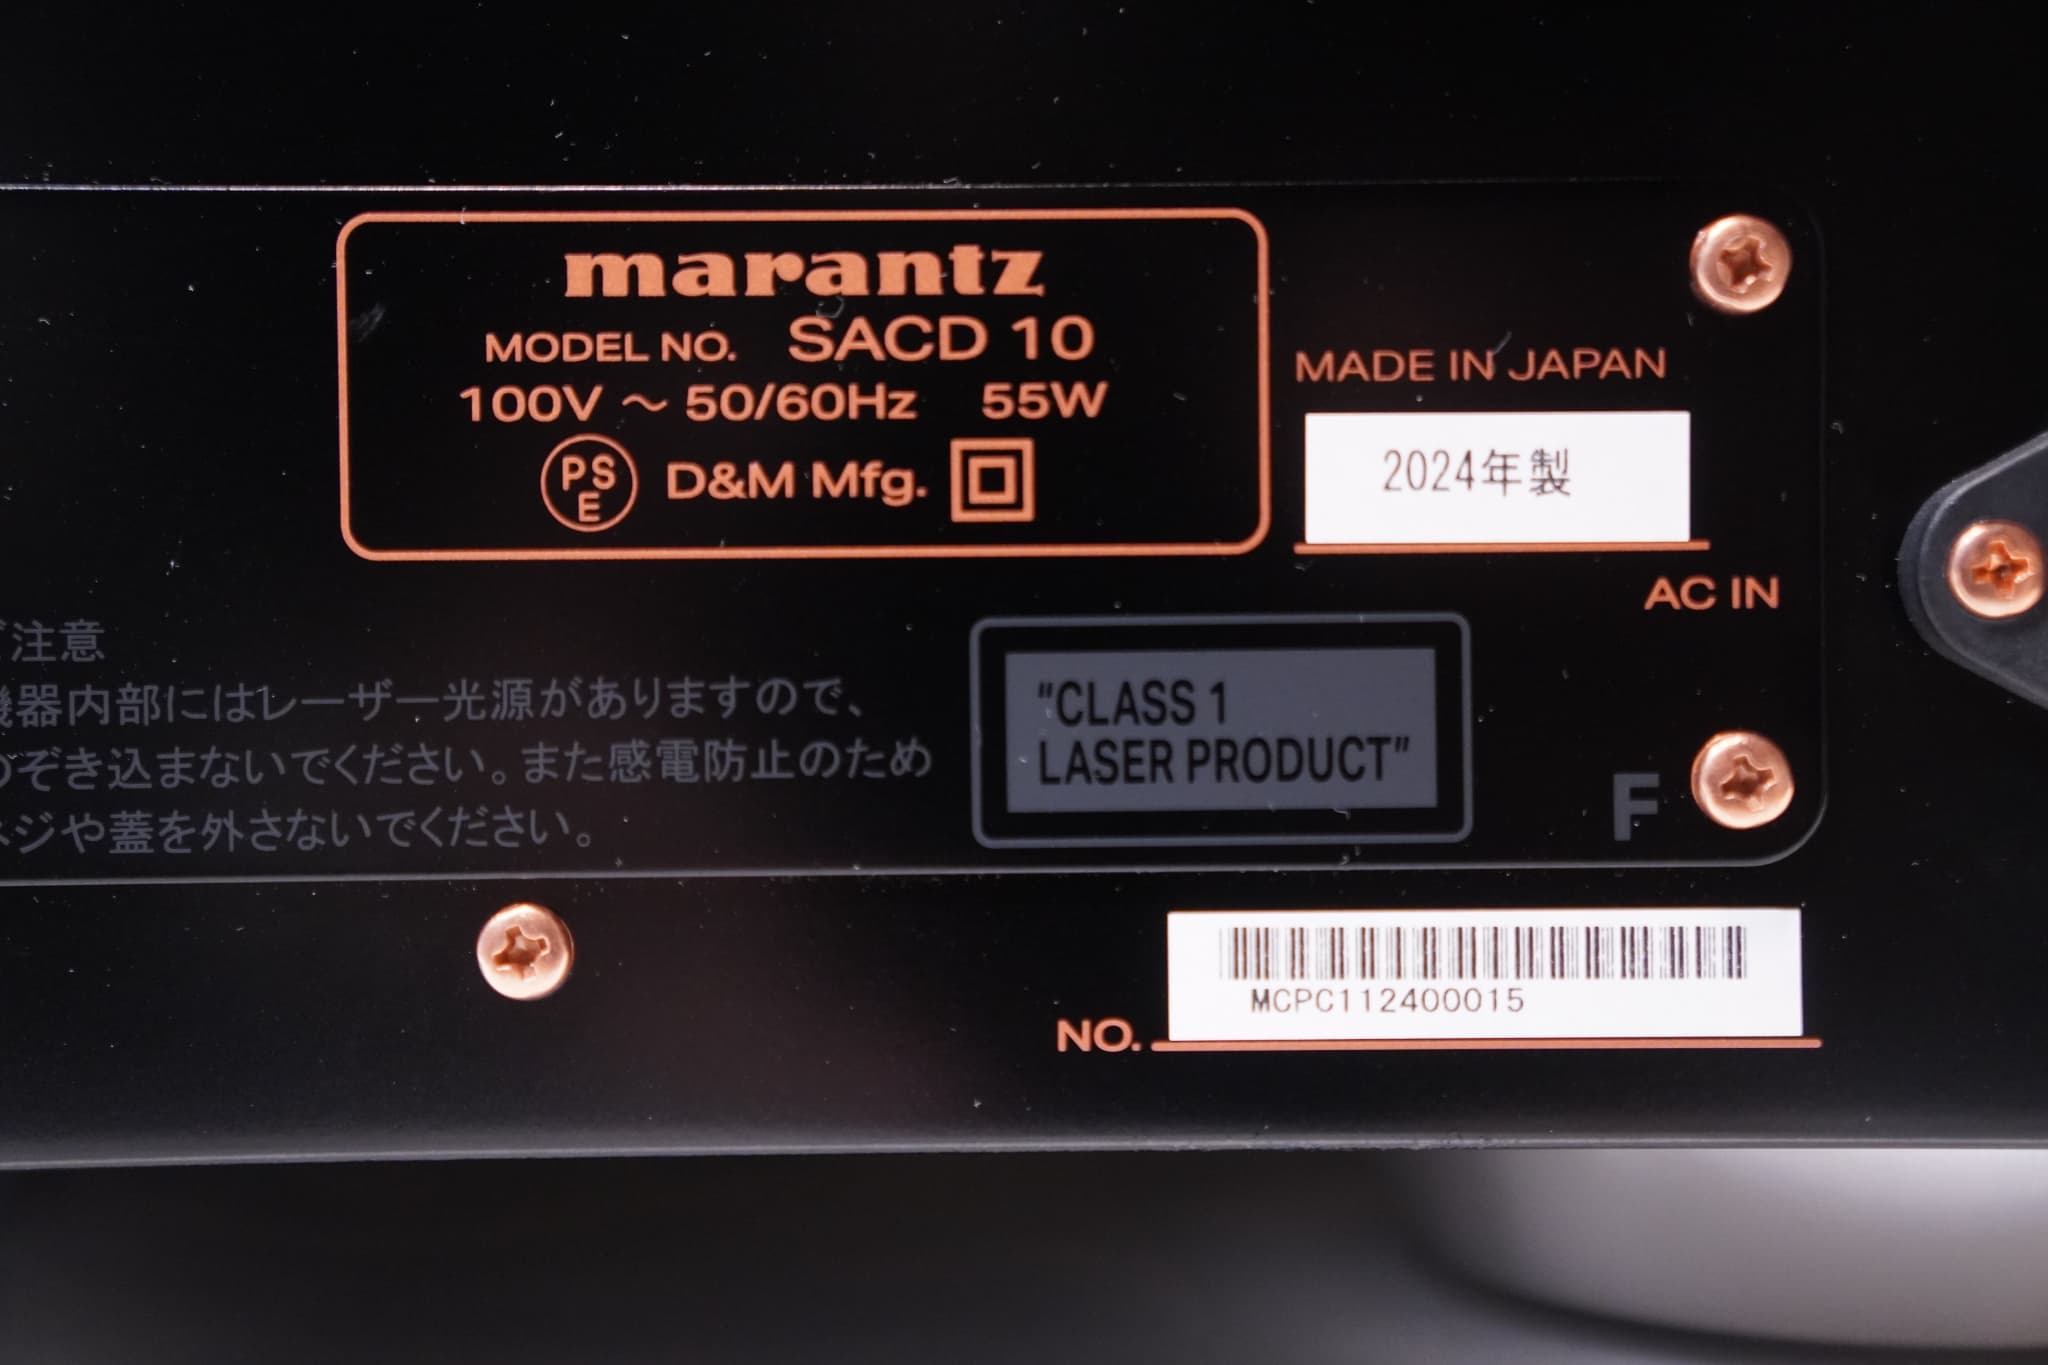 marantz
MODEL NO. SACD 10
100V ～ 50/60Hz 55W
PSE D&M Mfg.
MADE IN JAPAN
2024年製
AC IN
ご注意
機器内部にはレーザー光源がありますので、
のぞき込まないでください。また感電防止のため
ネジや蓋を外さないでください。
"CLASS 1
LASER PRODUCT"
F
MCPC112400015
NO.